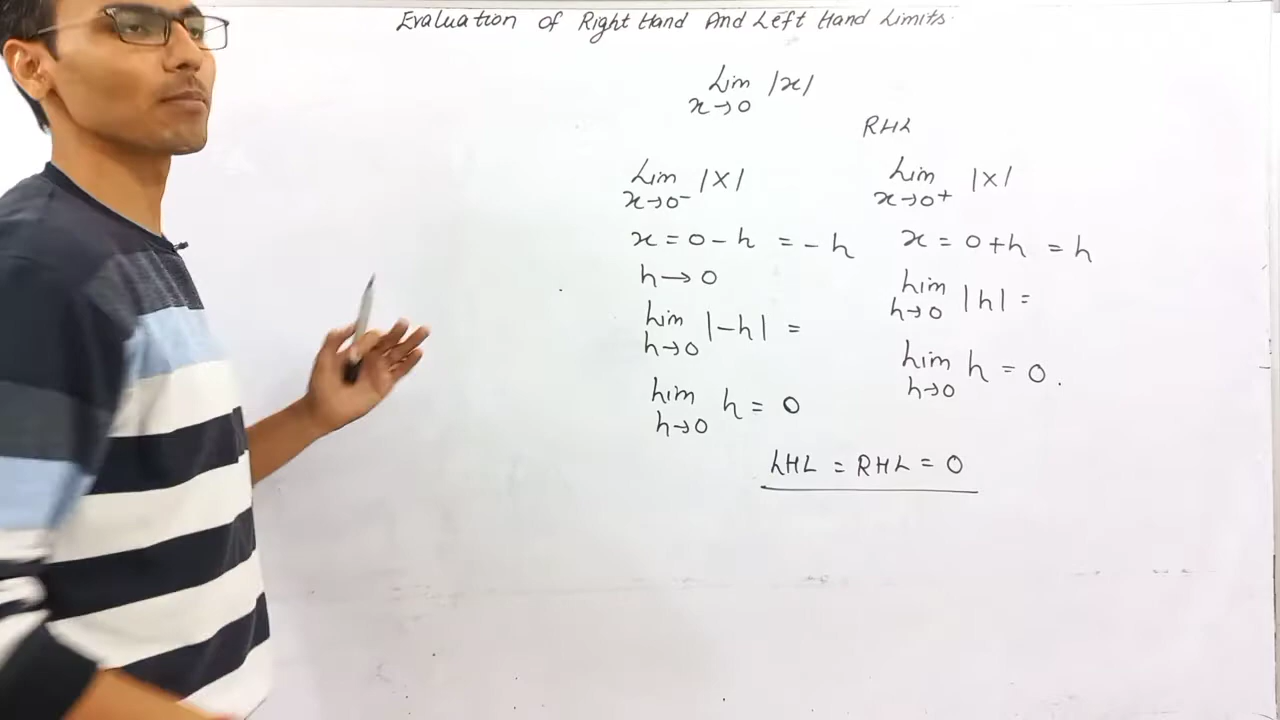 Evaluation of Right Hand And Left Hand Limits.
Lim |x|
x→0
RHL
Lim |x|
x→0⁻
x = 0 - h = - h
h → 0
Lim |-h| =
h→0
Lim h = 0
h→0
Lim |x|
x→0⁺
x = 0 + h = h
Lim |h| =
h→0
Lim h = 0.
h→0
LHL = RHL = 0